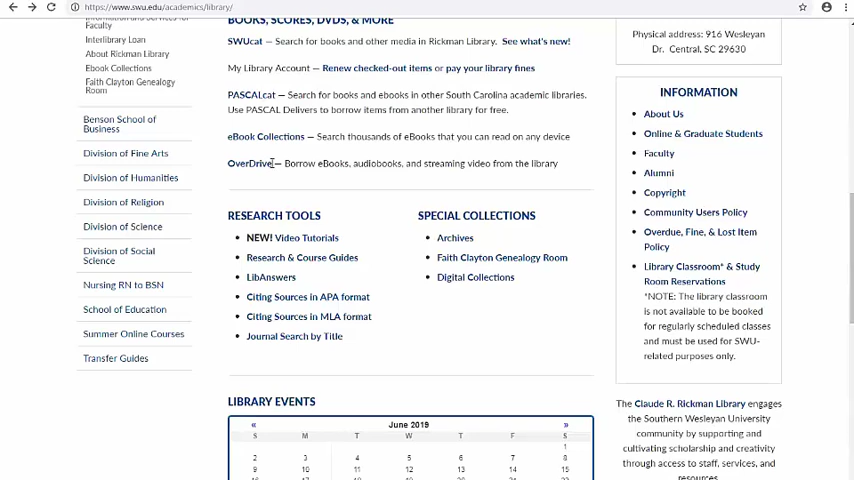 https://www.swu.edu/academics/library/
Information and Services for
Faculty
Interlibrary Loan
About Rickman Library
Ebook Collections
Faith Clayton Genealogy
Room
Benson School of
Business
Division of Fine Arts
Division of Humanities
Division of Religion
Division of Science
Division of Social
Science
Nursing RN to BSN
School of Education
Summer Online Courses
Transfer Guides
BOOKS, SCORES, DVDS, & MORE
SWUcat — Search for books and other media in Rickman Library. See what's new!
My Library Account — Renew checked-out items or pay your library fines
PASCALcat — Search for books and ebooks in other South Carolina academic libraries.
Use PASCAL Delivers to borrow items from another library for free.
eBook Collections — Search thousands of eBooks that you can read on any device
OverDrive — Borrow eBooks, audiobooks, and streaming video from the library
RESEARCH TOOLS
NEW! Video Tutorials
Research & Course Guides
LibAnswers
Citing Sources in APA format
Citing Sources in MLA format
Journal Search by Title
SPECIAL COLLECTIONS
Archives
Faith Clayton Genealogy Room
Digital Collections
LIBRARY EVENTS
« June 2019 »
S M T W T F S
1
2 3 4 5 6 7 8
9 10 11 12 13 14 15
Physical address: 916 Wesleyan
Dr. Central, SC 29630
INFORMATION
About Us
Online & Graduate Students
Faculty
Alumni
Copyright
Community Users Policy
Overdue, Fine, & Lost Item
Policy
Library Classroom* & Study
Room Reservations
*NOTE: The library classroom
is not available to be booked
for regularly scheduled classes
and must be used for SWU-
related purposes only.
The Claude R. Rickman Library engages
the Southern Wesleyan University
community by supporting and
cultivating scholarship and creativity
through access to staff, services, and
resources.